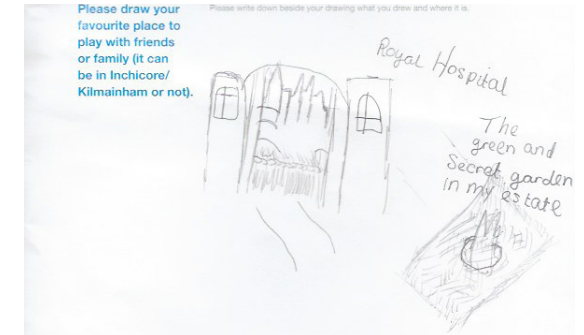 Please draw your
favourite place to
play with friends
or family (it can
be in Inchicore/
Kilmainham or not).
Please write down beside your drawing what you drew and where it is.
Royal Hospital
The
green and
Secret garden
in my estate